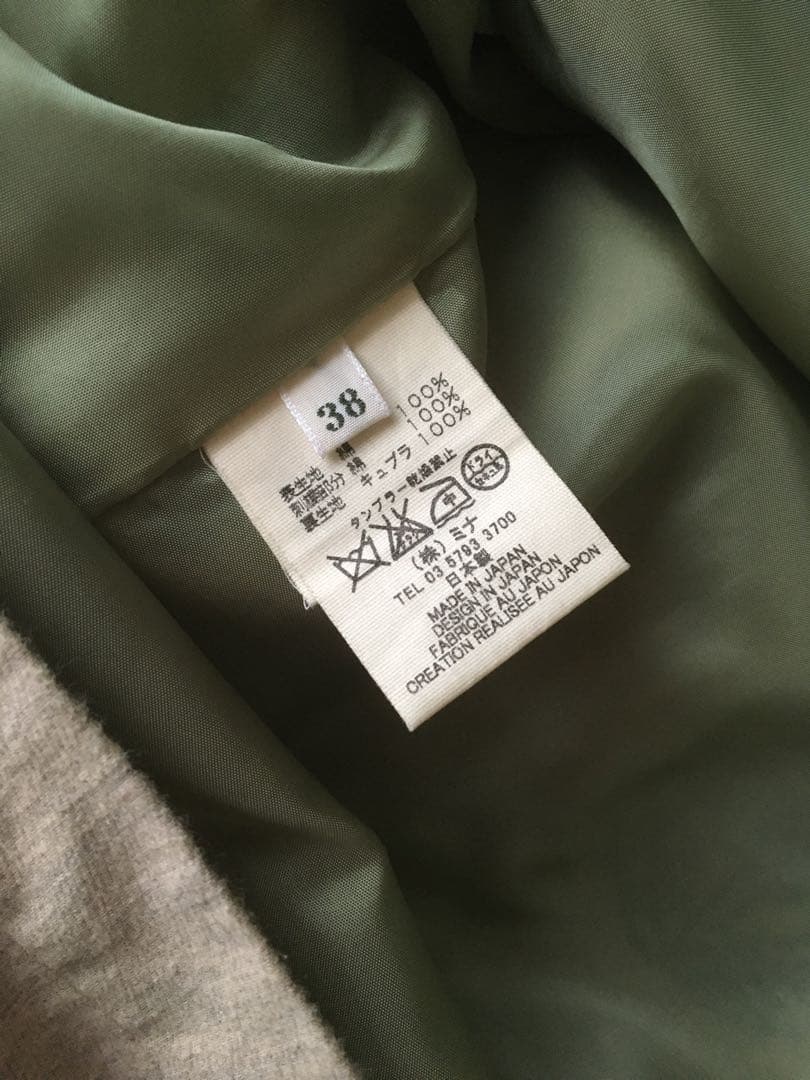 38
表生地 綿 100%
刺繍部分 綿 100%
裏生地 キュプラ 100%
タンブラー乾燥禁止
ドライ
中
(株)ミナ
TEL 03 5793 3700
日本製
MADE IN JAPAN
DESIGN IN JAPAN
FABRIQUE AU JAPON
CREATION REALISEE AU JAPON